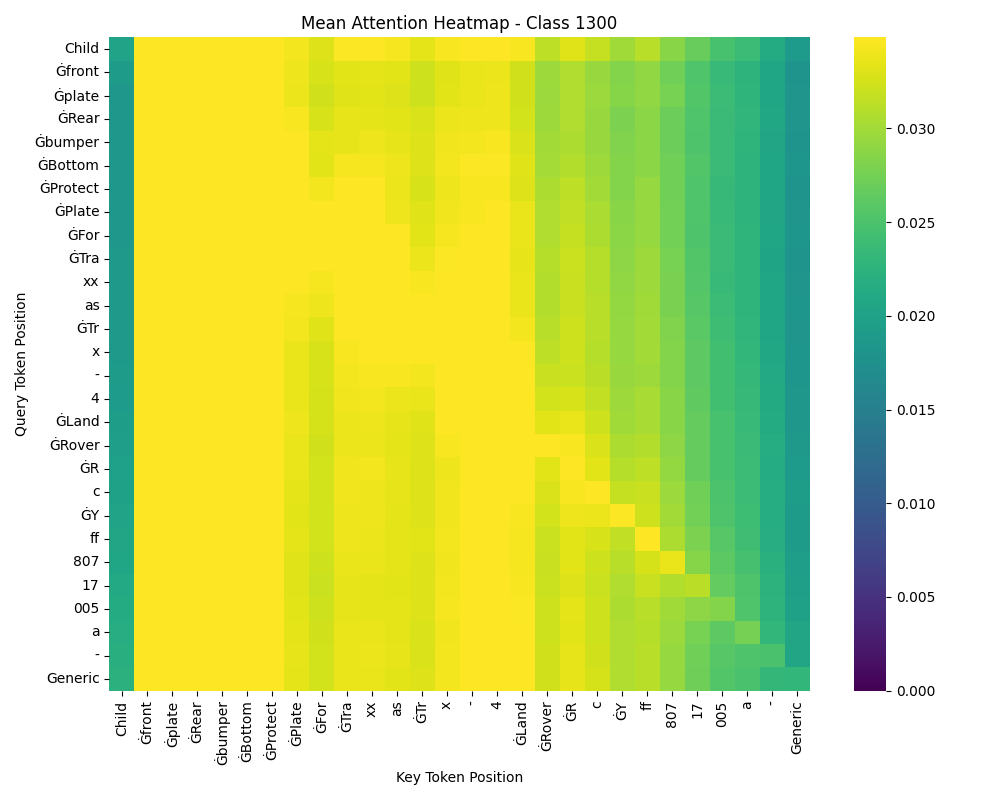 Mean Attention Heatmap - Class 1300
Query Token Position
Child
Ġfront
Ġplate
ĠRear
Ġbumper
ĠBottom
ĠProtect
ĠPlate
ĠFor
ĠTra
xx
as
ĠTr
x
-
4
ĠLand
ĠRover
ĠR
c
ĠY
ff
807
17
005
a
-
Generic
Child
Ġfront
Ġplate
ĠRear
Ġbumper
ĠBottom
ĠProtect
ĠPlate
ĠFor
ĠTra
xx
as
ĠTr
x
-
4
ĠLand
ĠRover
ĠR
c
ĠY
ff
807
17
005
a
-
Generic
Key Token Position
0.030
0.025
0.020
0.015
0.010
0.005
0.000